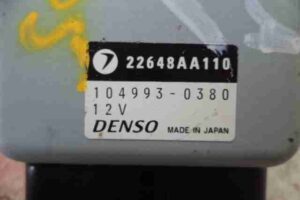 22648AA110
104993-0380
12V
DENSO MADE IN JAPAN